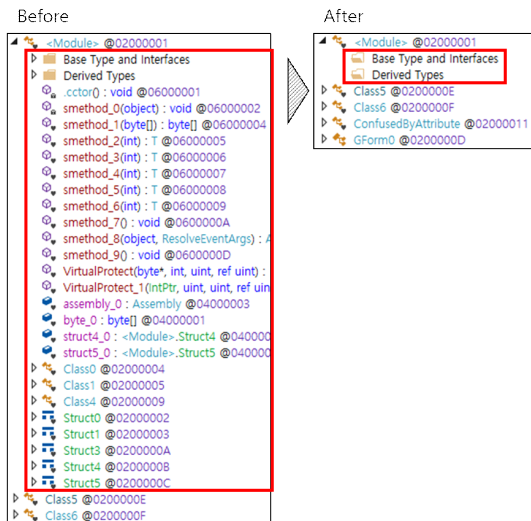 Before
<Module> @02000001
Base Type and Interfaces
Derived Types
.cctor() : void @06000001
smethod_0(object) : void @06000002
smethod_1(byte[]) : byte[] @06000004
smethod_2(int) : T @06000005
smethod_3(int) : T @06000006
smethod_4(int) : T @06000007
smethod_5(int) : T @06000008
smethod_6(int) : T @06000009
smethod_7() : void @0600000A
smethod_8(object, ResolveEventArgs) : A
smethod_9() : void @0600000D
VirtualProtect(byte*, int, uint, ref uint) :
VirtualProtect_1(IntPtr, uint, uint, ref uin
assembly_0 : Assembly @04000003
byte_0 : byte[] @04000001
struct4_0 : <Module>.Struct4 @040000
struct5_0 : <Module>.Struct5 @040000
Class0 @02000004
Class1 @02000005
Class4 @02000009
Struct0 @02000002
Struct1 @02000003
Struct3 @0200000A
Struct4 @0200000B
Struct5 @0200000C
Class5 @0200000E
Class6 @0200000F
After
<Module> @02000001
Base Type and Interfaces
Derived Types
Class5 @0200000E
Class6 @0200000F
ConfusedByAttribute @02000011
GForm0 @0200000D